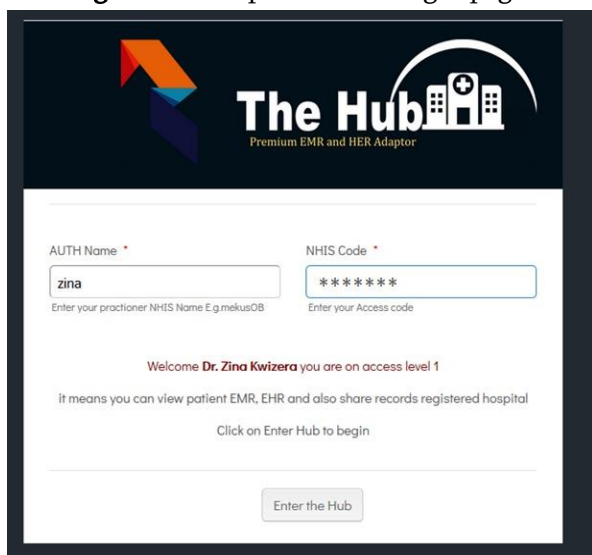 The Hub
Premium EMR and HER Adaptor
AUTH Name *
NHIS Code *
zina
*******
Enter your practioner NHIS Name E.g.mekusOB
Enter your Access code
Welcome Dr. Zina Kwizera you are on access level 1
it means you can view patient EMR, EHR and also share records registered hospital
Click on Enter Hub to begin
Enter the Hub